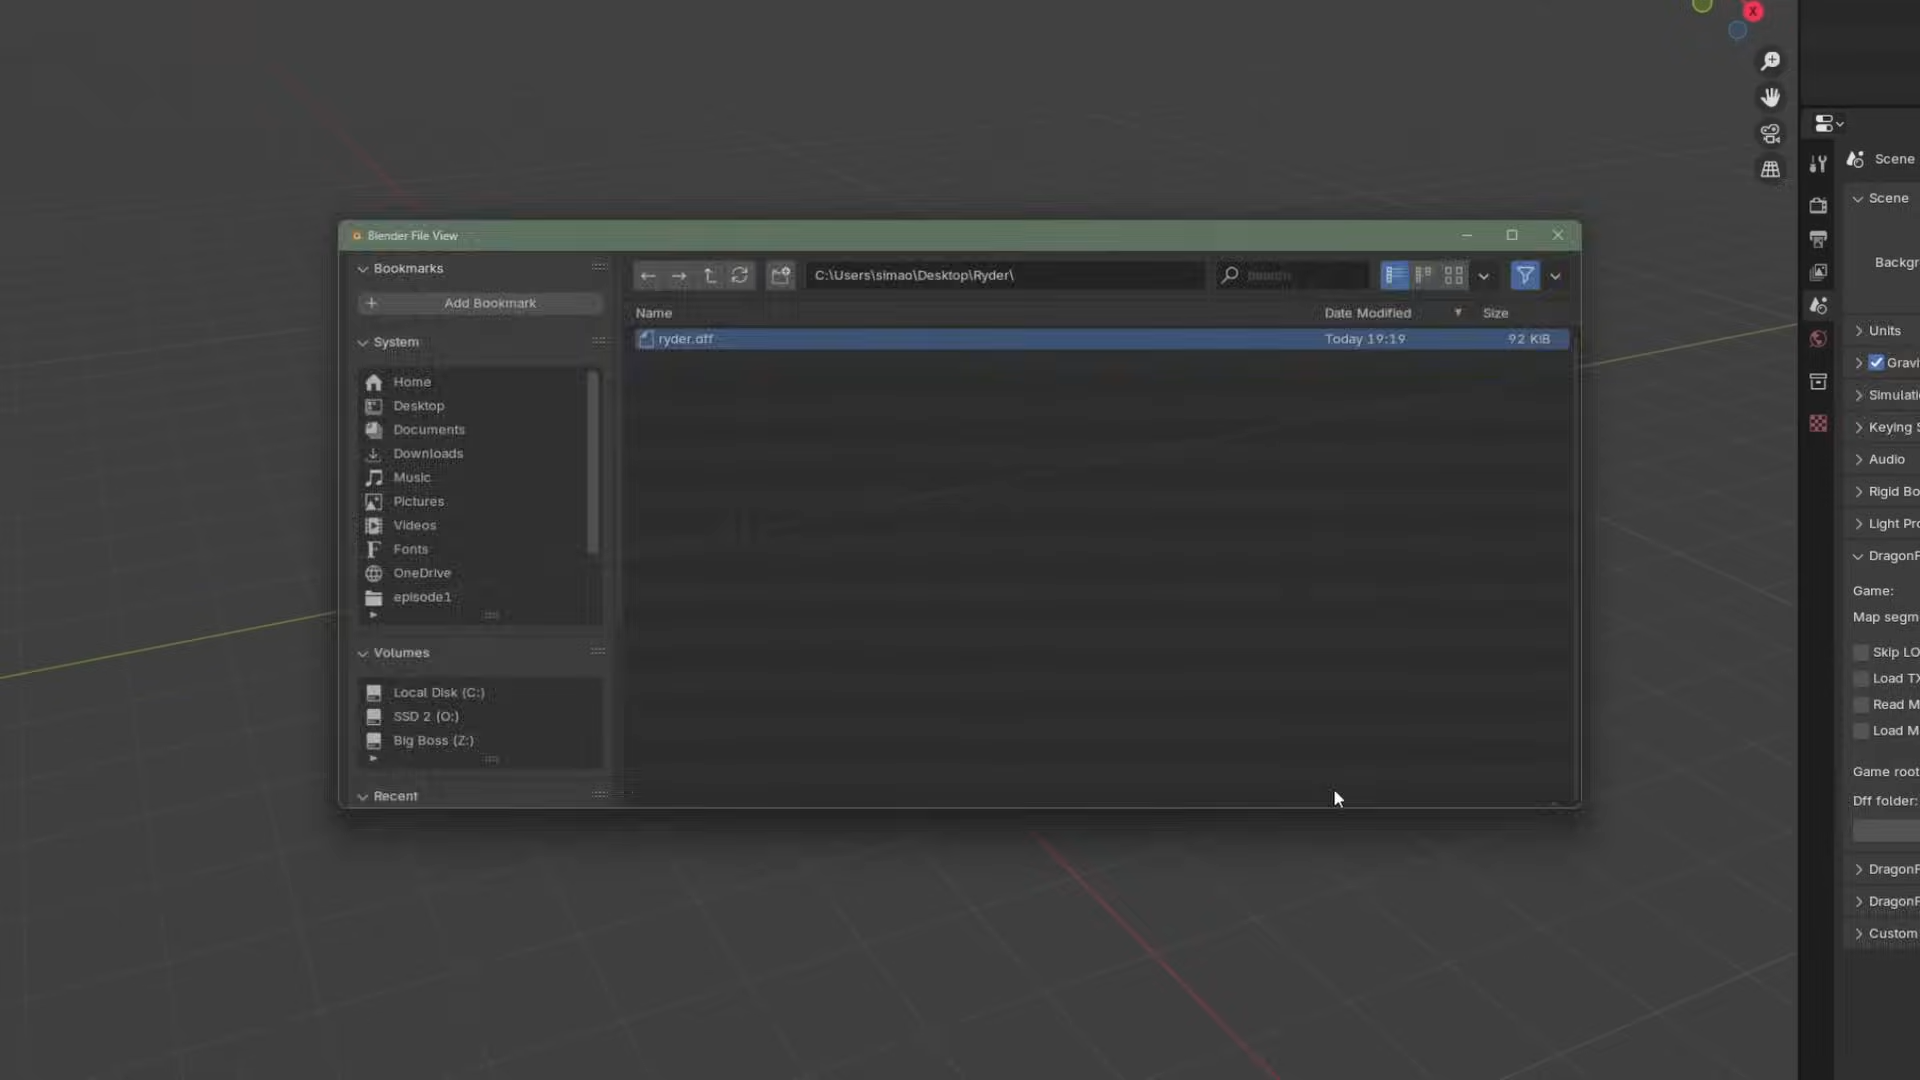 X
Blender File View
Bookmarks
Add Bookmark
System
Home
Desktop
Documents
Downloads
Music
Pictures
Videos
Fonts
OneDrive
episode1
Volumes
Local Disk (C:)
SSD 2 (O:)
Big Boss (Z:)
Recent
C:\Users\simao\Desktop\Ryder\
Search
Name
Date Modified
Size
ryder.dff
Today 19:19
92 KiB
Scene
Scene
Backgr
Units
Gravi
Simulati
Keying S
Audio
Rigid Bo
Light Pro
DragonF
Game:
Map segm
Skip LO
Load TX
Read M
Load M
Game root
Dff folder:
DragonF
DragonF
Custom